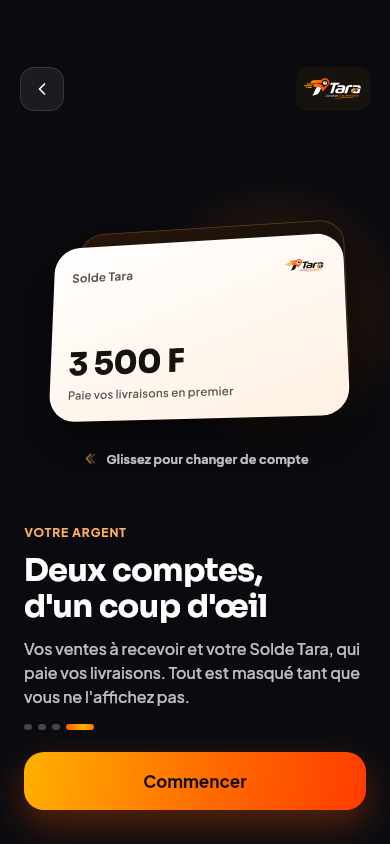 Tara
Solde Tara
Tara
3 500 F
Paie vos livraisons en premier
Glissez pour changer de compte
VOTRE ARGENT
Deux comptes,
d'un coup d'œil
Vos ventes à recevoir et votre Solde Tara, qui
paie vos livraisons. Tout est masqué tant que
vous ne l'affichez pas.
Commencer